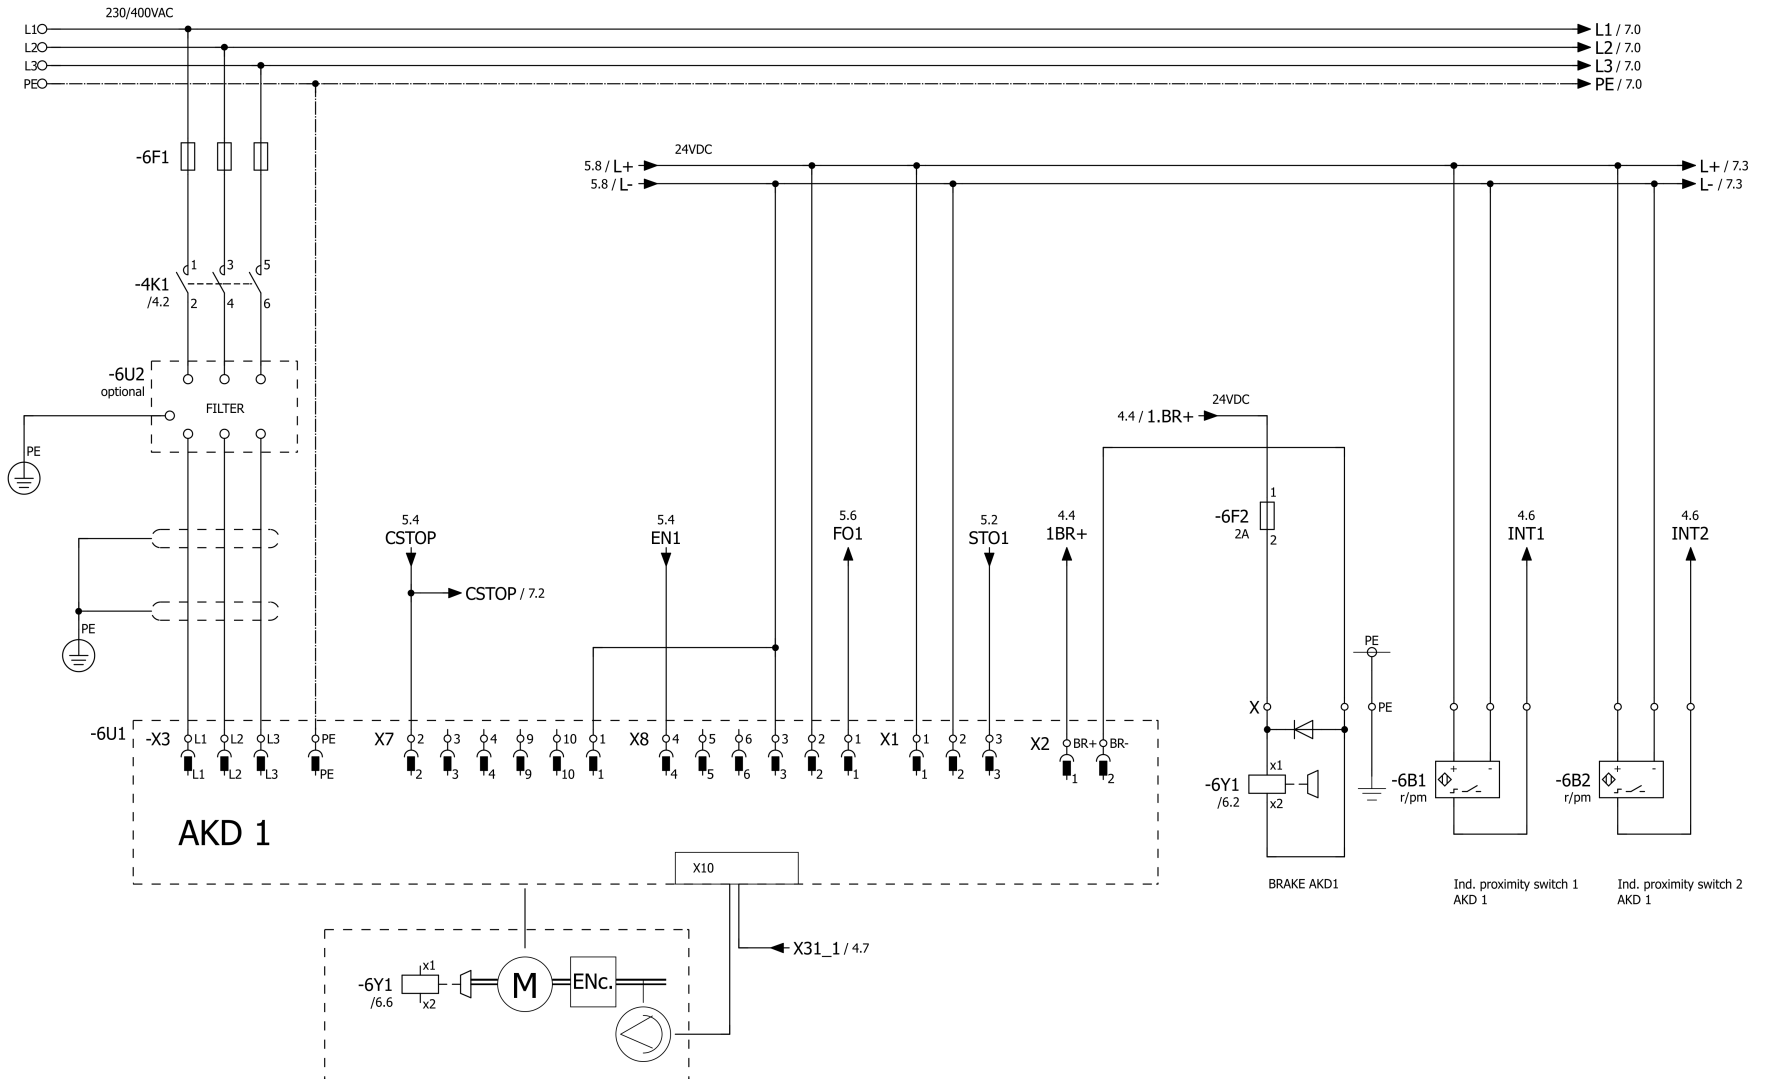 230/400VAC
L1 L1 / 7.0
L2 L2 / 7.0
L3 L3 / 7.0
PE PE / 7.0
-6F1
24VDC
5.8 / L+ L+ / 7.3
5.8 / L- L- / 7.3
-4K1
/4.2
1 3 5
2 4 6
-6U2
optional
FILTER
PE
24VDC
4.4 / 1.BR+
1
-6F2
2A
2
5.4
CSTOP
5.4
EN1
5.6
FO1
5.2
STO1
4.4
1BR+
4.6
INT1
4.6
INT2
CSTOP / 7.2
PE
PE
X PE
-6U1
-X3 L1 L2 L3 PE X7 2 3 4 9 10 1 X8 4 5 6 3 2 1 X1 1 2 3 X2 BR+ BR-
L1 L2 L3 PE 2 3 4 9 10 1 4 5 6 3 2 1 1 2 3 1 2
-6Y1
/6.2
x1
x2
-6B1
r/pm
+ -
-6B2
r/pm
+ -
AKD 1
X10
BRAKE AKD1
Ind. proximity switch 1
AKD 1
Ind. proximity switch 2
AKD 1
X31_1 / 4.7
-6Y1
/6.6
x1
x2
M
ENc.